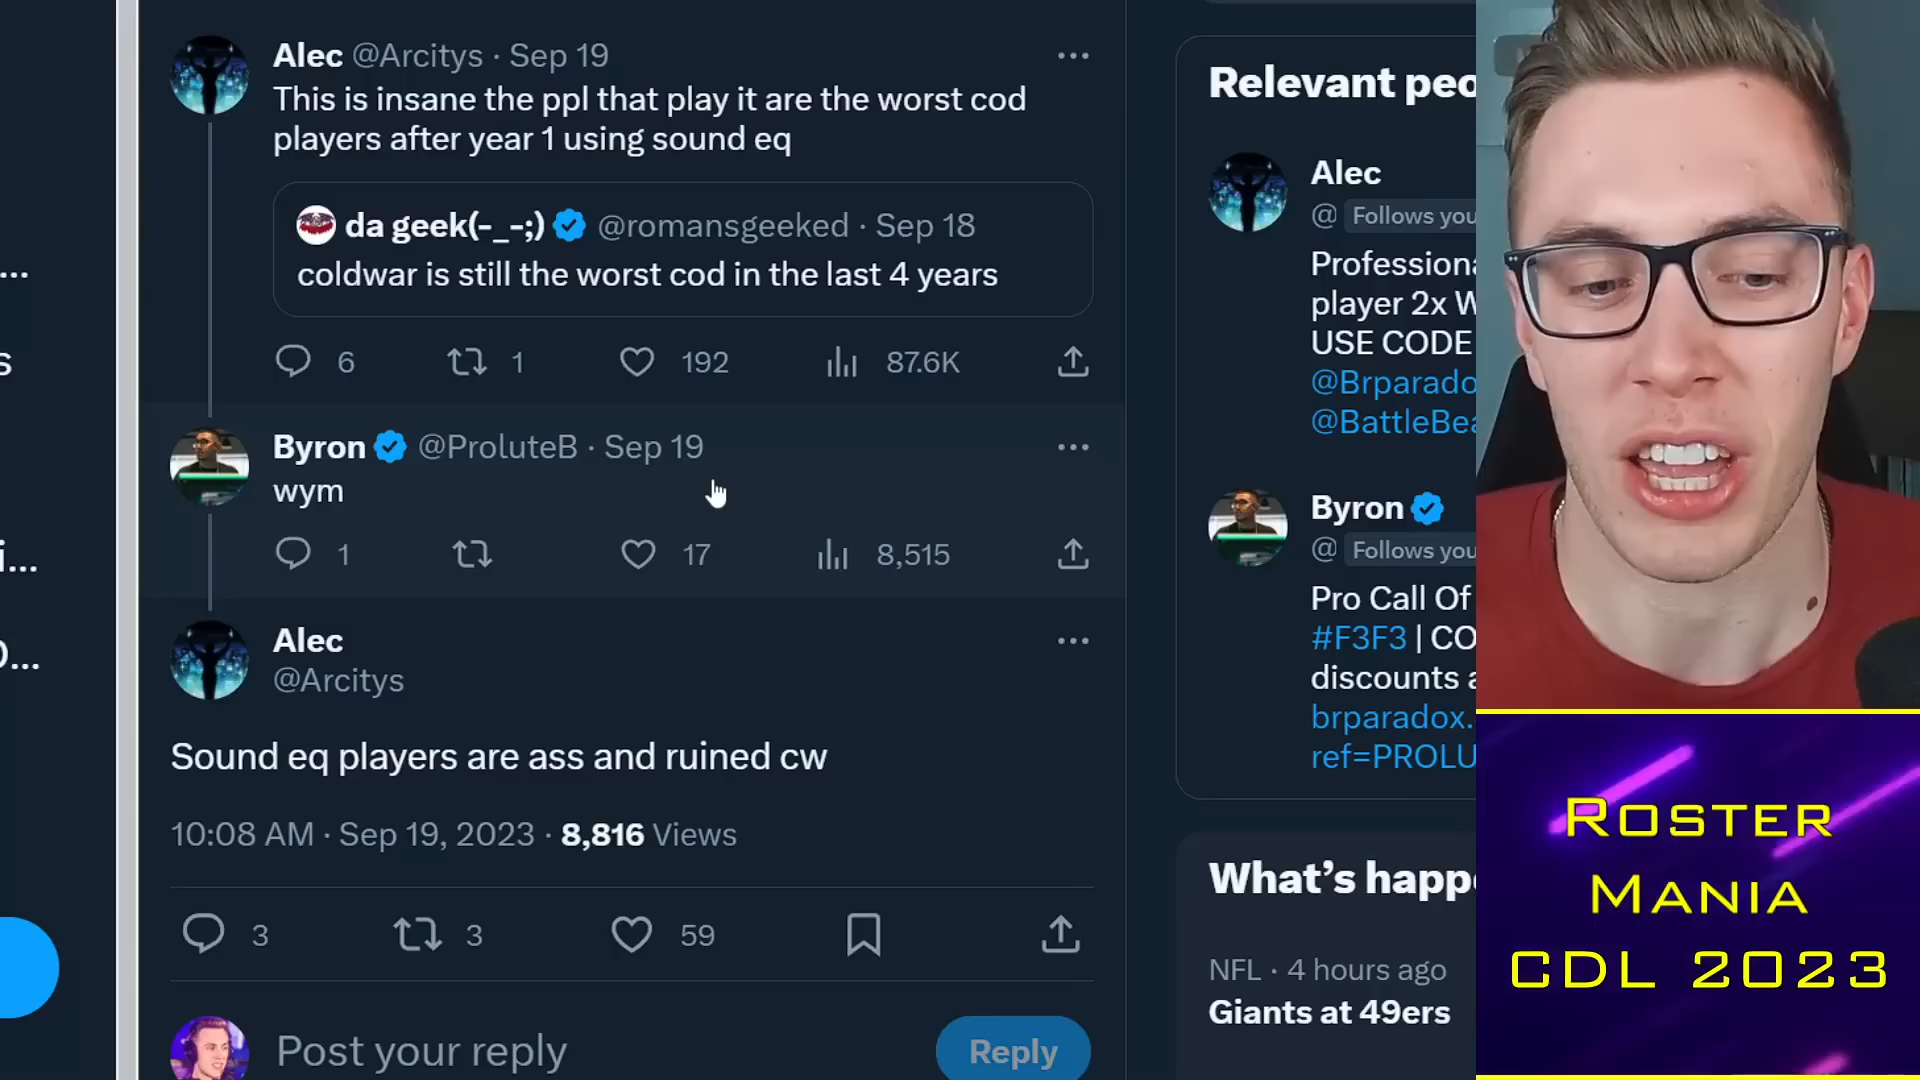 Alec @Arcitys · Sep 19
This is insane the ppl that play it are the worst cod
players after year 1 using sound eq
da geek(-_-;) @romansgeeked · Sep 18
coldwar is still the worst cod in the last 4 years
6 1 192 87.6K
Byron @ProluteB · Sep 19
wym
1 17 8,515
Alec
@Arcitys
Sound eq players are ass and ruined cw
10:08 AM · Sep 19, 2023 · 8,816 Views
3 3 59
Post your reply
Reply
Relevant peo
Alec
@ Follows you
Professiona
player 2x W
USE CODE
@Brparado
@BattleBea
Byron
@ Follows you
Pro Call Of
#F3F3 | CO
discounts a
brparadox.
ref=PROLU
What's happe
NFL · 4 hours ago
Giants at 49ers
ROSTER
MANIA
CDL 2023